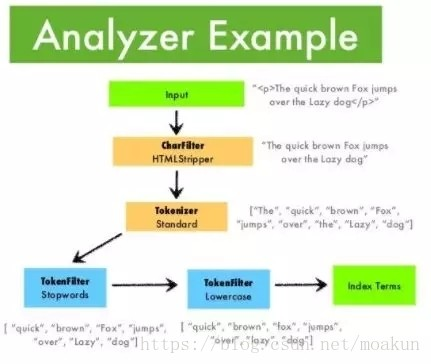 Analyzer Example
Input
"<p>The quick brown Fox jumps
over the Lazy dog</p>"
CharFilter
HTMLStripper
"The quick brown Fox jumps
over the Lazy dog"
Tokenizer
Standard
["The", "quick", "brown", "Fox",
"jumps", "over", "the", "Lazy", "dog"]
TokenFilter
Stopwords
TokenFilter
Lowercase
Index Terms
[ "quick", "brown", "Fox", "jumps",
"over", "Lazy", "dog"]
[ "quick", "brown", "fox", "jumps",
"over", "lazy", "dog"]
https://blog.csdn.net/moakun